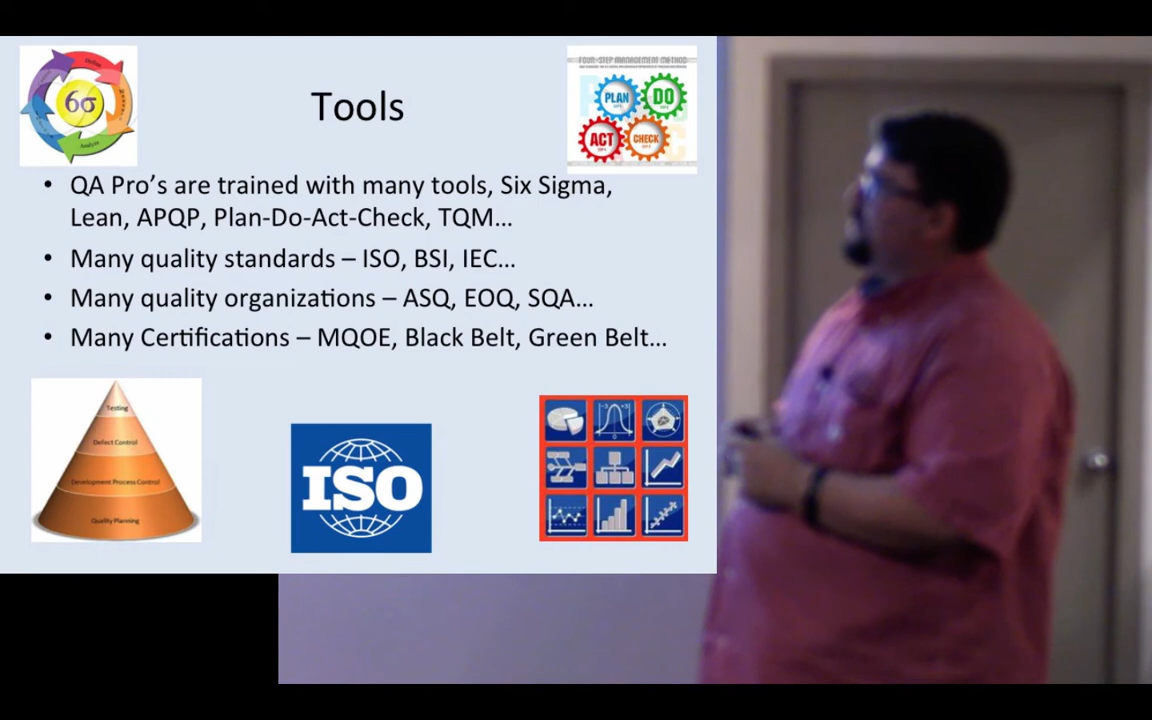 6σ
Define
Analyze
Tools
FOUR-STEP MANAGEMENT METHOD
PLAN
DO
ACT
CHECK
• QA Pro’s are trained with many tools, Six Sigma,
Lean, APQP, Plan-Do-Act-Check, TQM…
• Many quality standards – ISO, BSI, IEC…
• Many quality organizations – ASQ, EOQ, SQA…
• Many Certifications – MQOE, Black Belt, Green Belt…
Testing
Defect Control
Development Process Control
Quality Planning
ISO